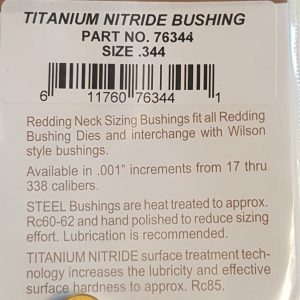 TITANIUM NITRIDE BUSHING
PART NO. 76344
SIZE .344
6 11760 76344 1
Redding Neck Sizing Bushings fit all Redding
Bushing Dies and interchange with Wilson
style bushings.
Available in .001" increments from 17 thru
338 calibers.
STEEL Bushings are heat treated to approx.
Rc60-62 and hand polished to reduce sizing
effort. Lubrication is recommended.
TITANIUM NITRIDE surface treatment tech-
nology increases the lubricity and effective
surface hardness to approx. Rc85.